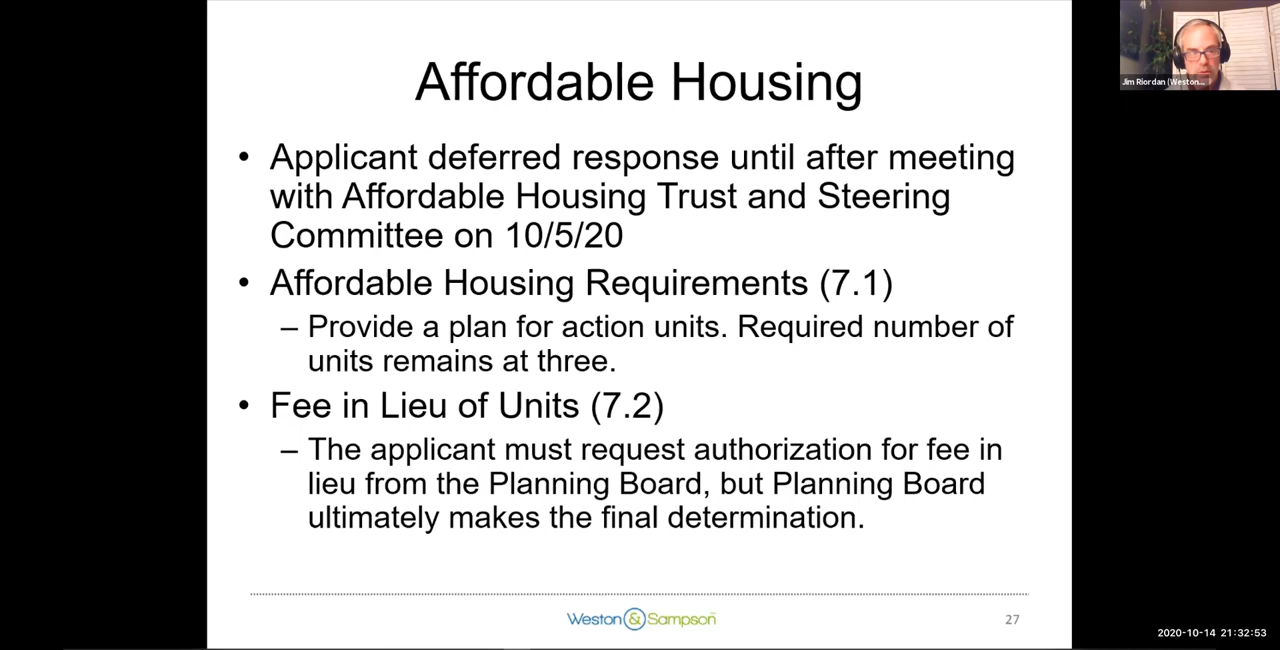 Affordable Housing
• Applicant deferred response until after meeting
with Affordable Housing Trust and Steering
Committee on 10/5/20
• Affordable Housing Requirements (7.1)
– Provide a plan for action units. Required number of
units remains at three.
• Fee in Lieu of Units (7.2)
– The applicant must request authorization for fee in
lieu from the Planning Board, but Planning Board
ultimately makes the final determination.
Weston & Sampson
27
Jim Riordan (Weston...
2020-10-14 21:32:53